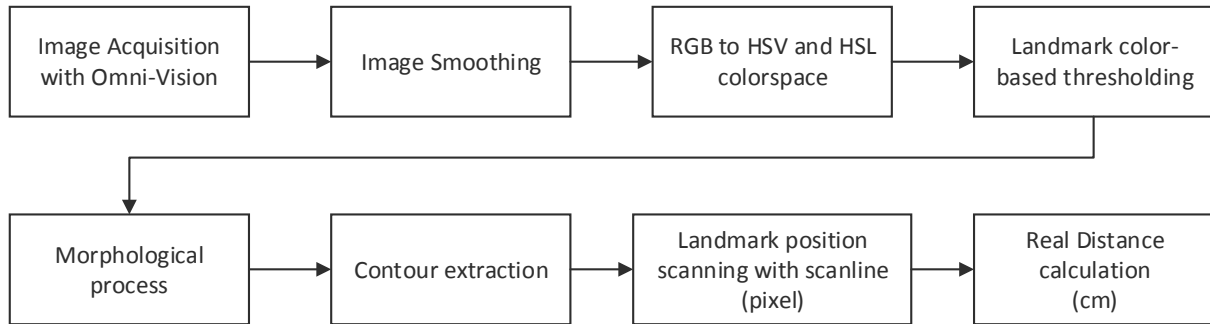 Image Acquisition
with Omni-Vision
Image Smoothing
RGB to HSV and HSL
colorspace
Landmark color-
based thresholding
Morphological
process
Contour extraction
Landmark position
scanning with scanline
(pixel)
Real Distance
calculation
(cm)